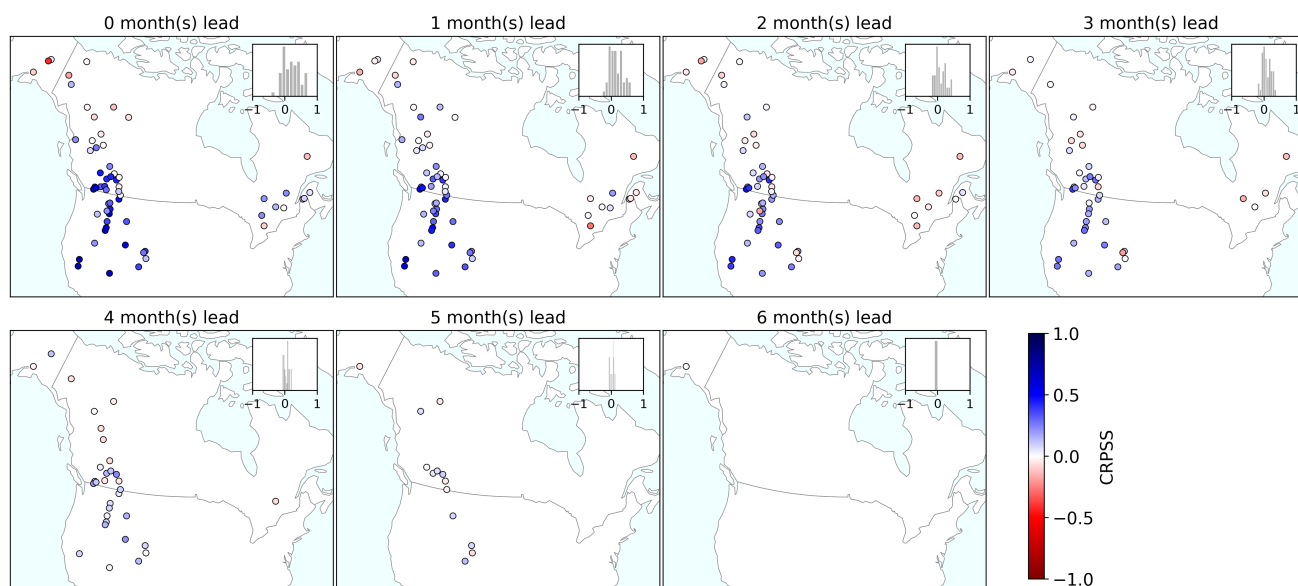 0 month(s) lead
1 month(s) lead
2 month(s) lead
3 month(s) lead
−1 0 1
−1 0 1
−1 0 1
−1 0 1
4 month(s) lead
5 month(s) lead
6 month(s) lead
−1 0 1
−1 0 1
−1 0 1
1.0
0.5
0.0
−0.5
−1.0
CRPSS